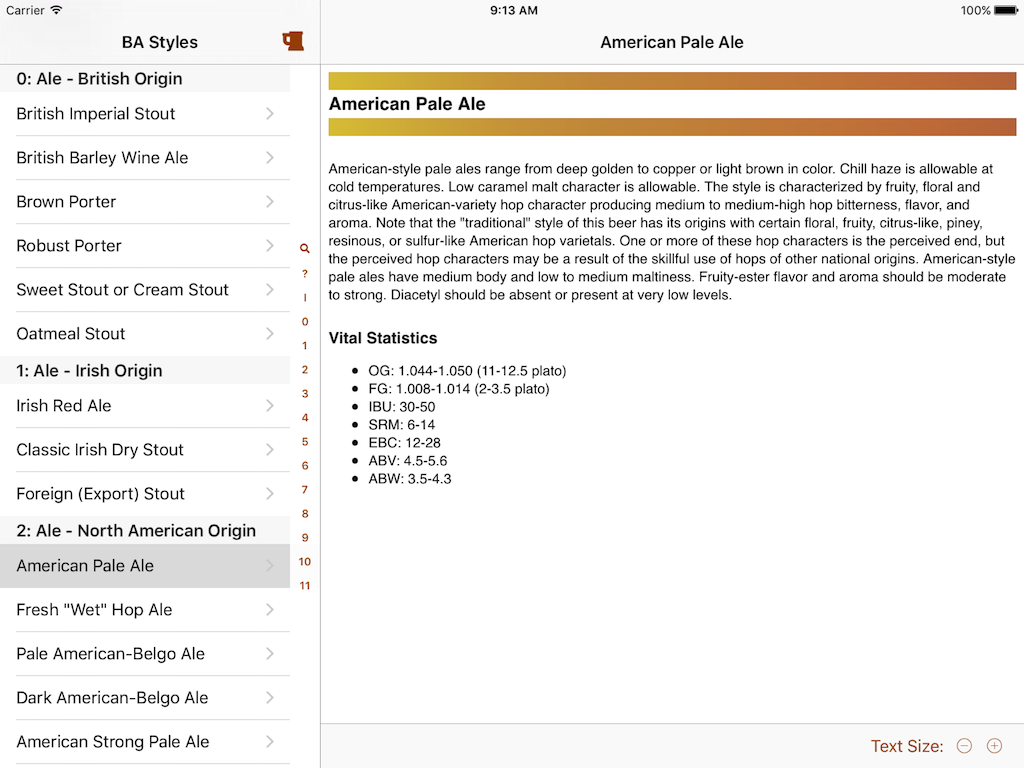 Carrier
9:13 AM
100%
BA Styles
American Pale Ale
0: Ale - British Origin
British Imperial Stout
British Barley Wine Ale
Brown Porter
Robust Porter
Sweet Stout or Cream Stout
Oatmeal Stout
1: Ale - Irish Origin
Irish Red Ale
Classic Irish Dry Stout
Foreign (Export) Stout
2: Ale - North American Origin
American Pale Ale
Fresh "Wet" Hop Ale
Pale American-Belgo Ale
Dark American-Belgo Ale
American Strong Pale Ale
?
I
0
1
2
3
4
5
6
7
8
9
10
11
American Pale Ale
American-style pale ales range from deep golden to copper or light brown in color. Chill haze is allowable at
cold temperatures. Low caramel malt character is allowable. The style is characterized by fruity, floral and
citrus-like American-variety hop character producing medium to medium-high hop bitterness, flavor, and
aroma. Note that the "traditional" style of this beer has its origins with certain floral, fruity, citrus-like, piney,
resinous, or sulfur-like American hop varietals. One or more of these hop characters is the perceived end, but
the perceived hop characters may be a result of the skillful use of hops of other national origins. American-style
pale ales have medium body and low to medium maltiness. Fruity-ester flavor and aroma should be moderate
to strong. Diacetyl should be absent or present at very low levels.
Vital Statistics
• OG: 1.044-1.050 (11-12.5 plato)
• FG: 1.008-1.014 (2-3.5 plato)
• IBU: 30-50
• SRM: 6-14
• EBC: 12-28
• ABV: 4.5-5.6
• ABW: 3.5-4.3
Text Size: